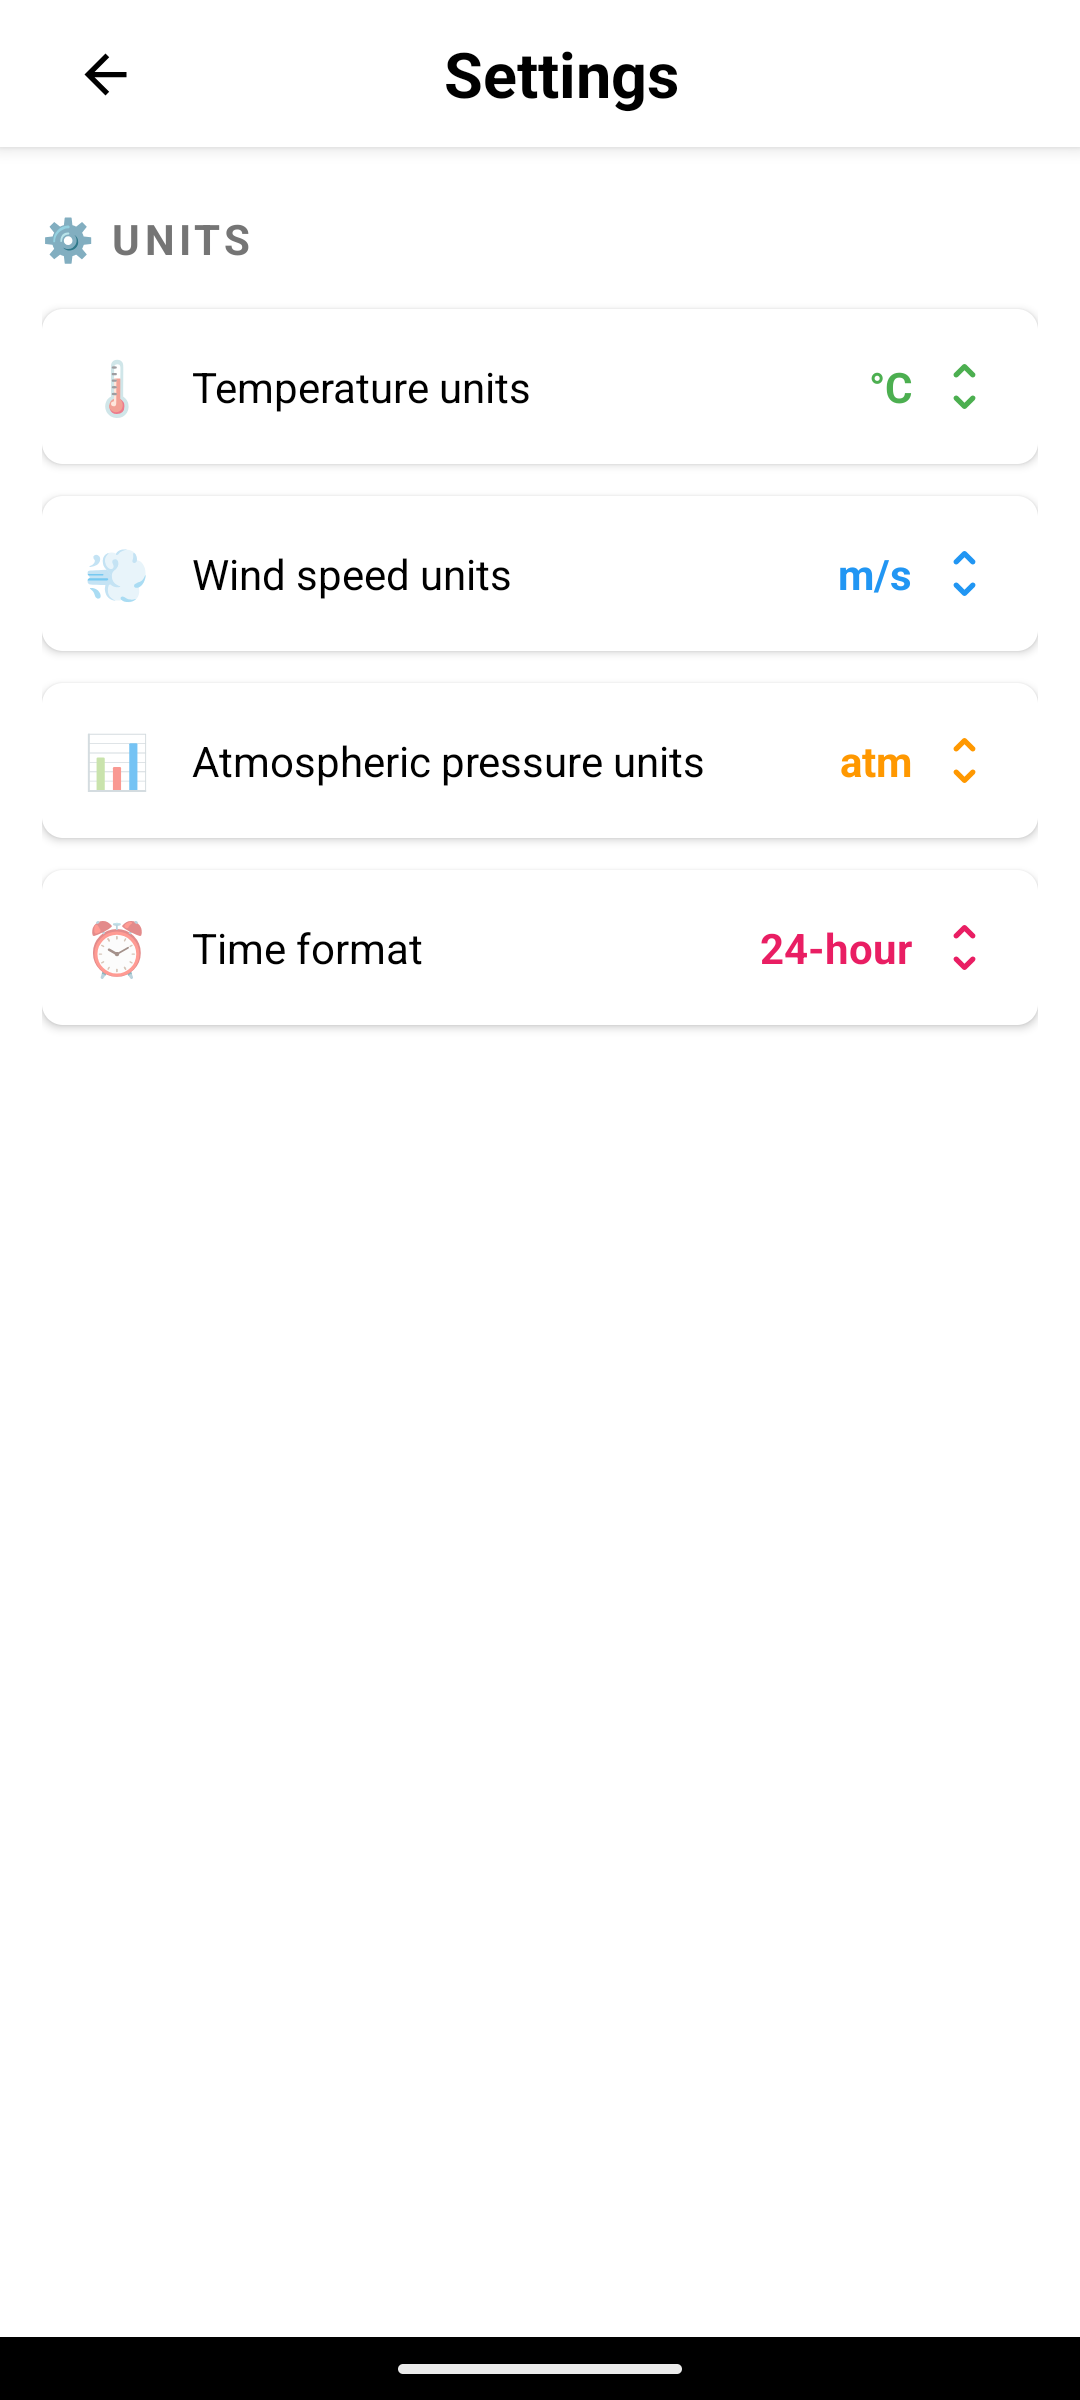 Settings
UNITS
Temperature units °C
Wind speed units m/s
Atmospheric pressure units atm
Time format 24-hour